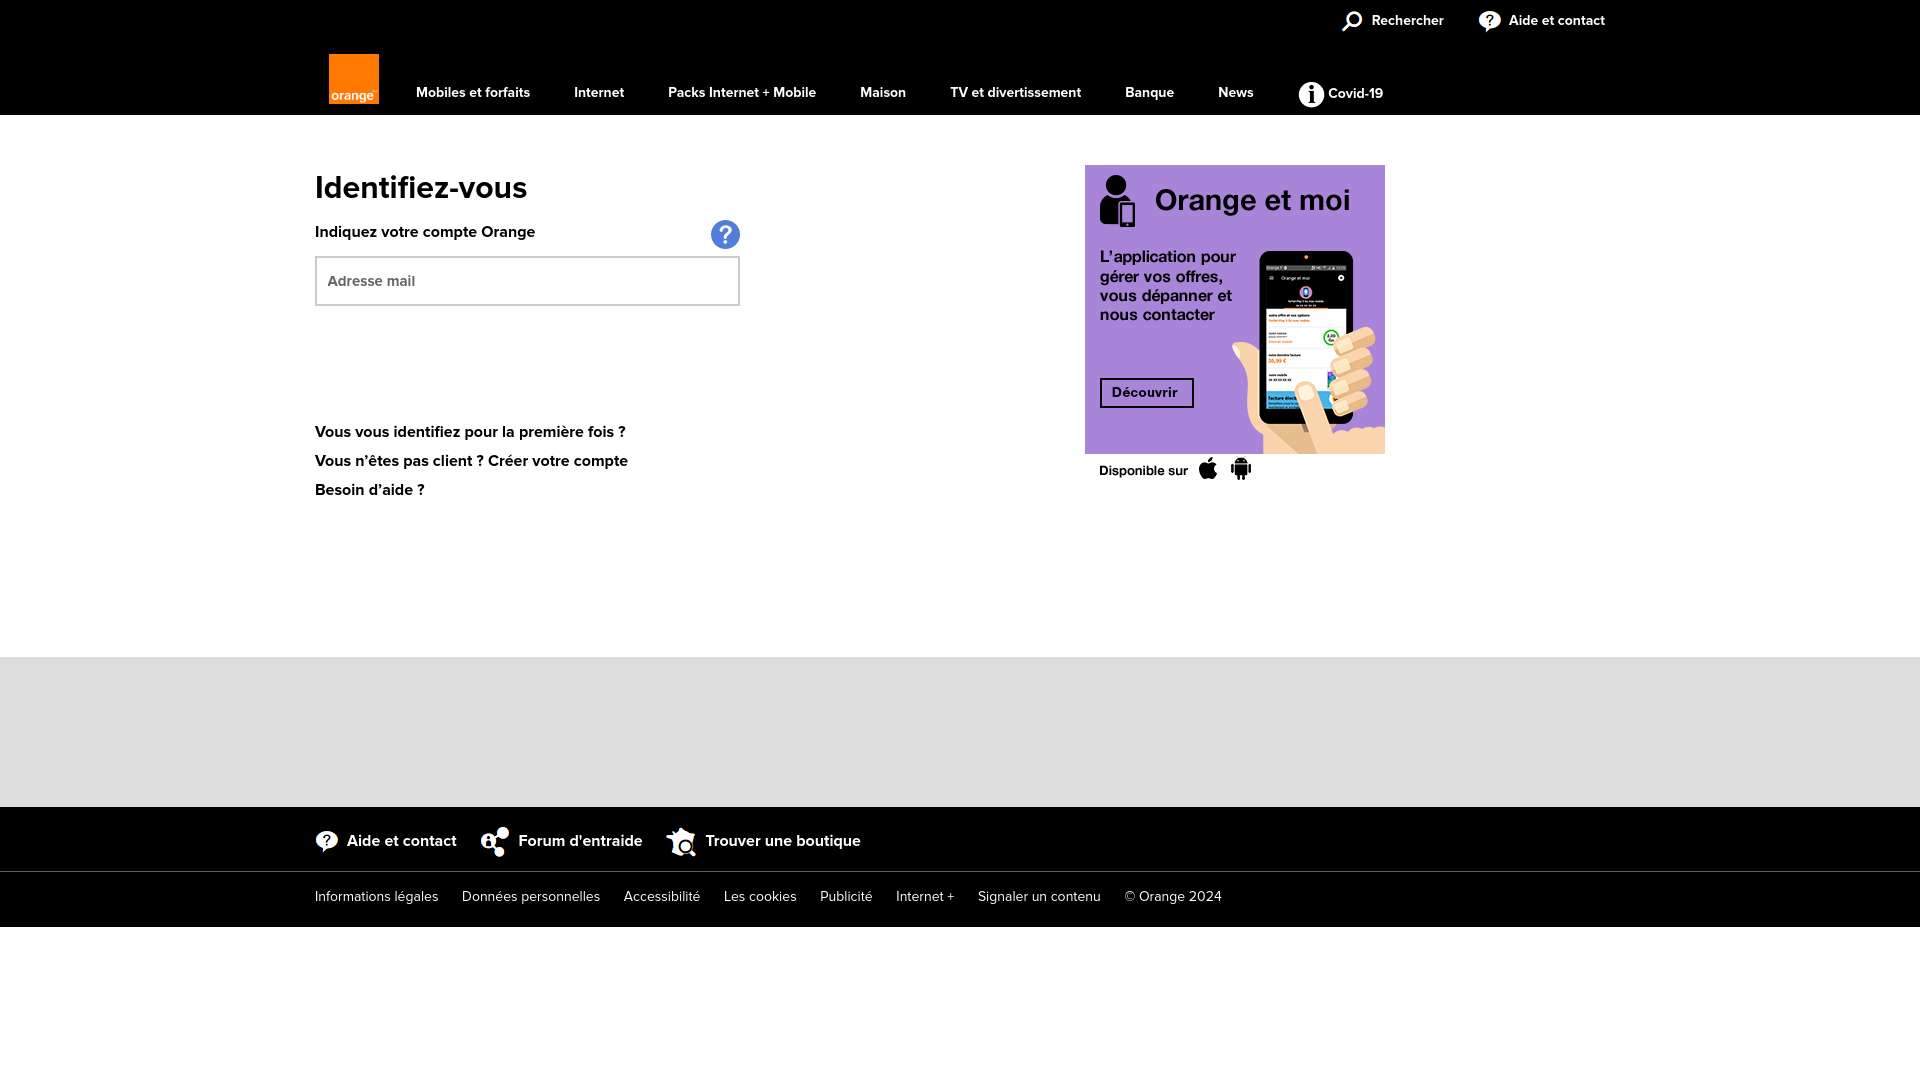 Rechercher
Aide et contact
orange
Mobiles et forfaits
Internet
Packs Internet + Mobile
Maison
TV et divertissement
Banque
News
Covid-19
Identifiez-vous
Indiquez votre compte Orange
?
Adresse mail
Vous vous identifiez pour la première fois ?
Vous n’êtes pas client ? Créer votre compte
Besoin d’aide ?
Orange et moi
L’application pour
gérer vos offres,
vous dépanner et
nous contacter
Orange et moi
Découvrir
Disponible sur
Aide et contact
Forum d'entraide
Trouver une boutique
Informations légales
Données personnelles
Accessibilité
Les cookies
Publicité
Internet +
Signaler un contenu
© Orange 2024